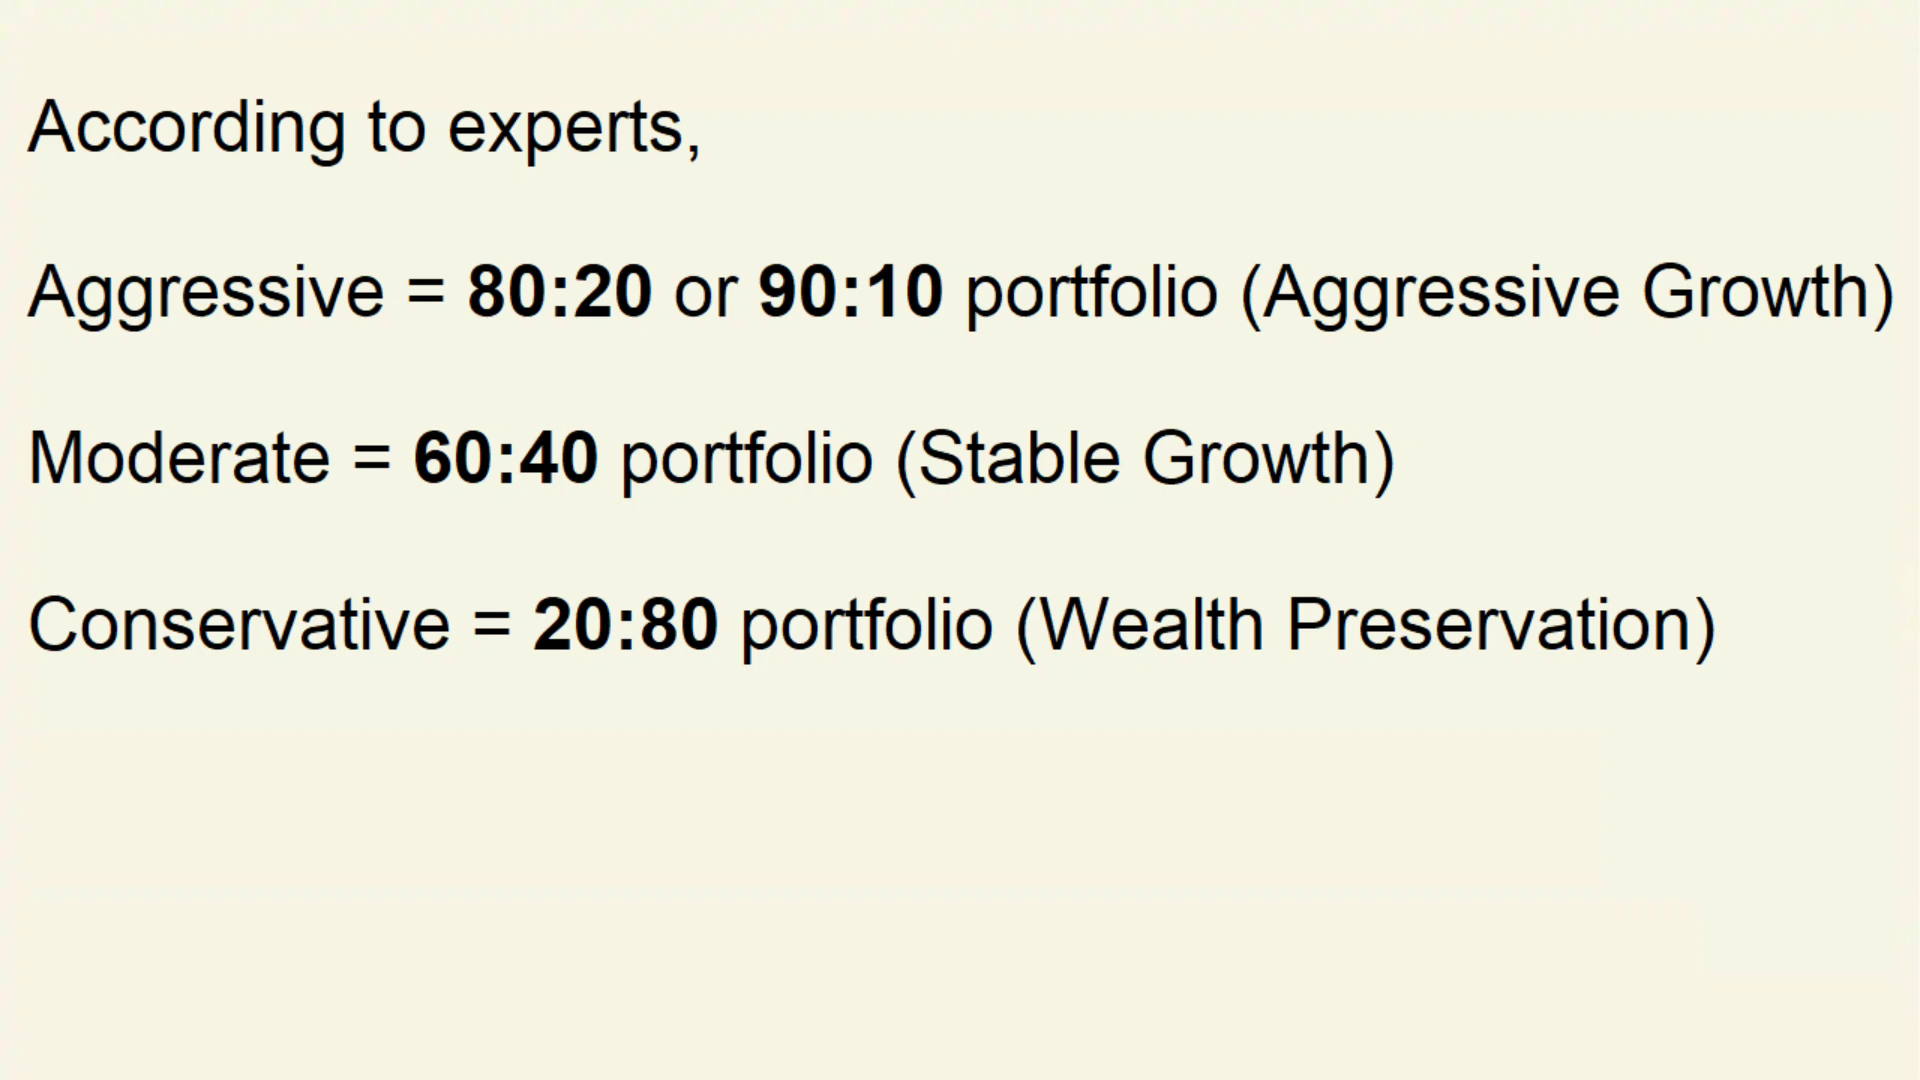 According to experts,
Aggressive = 80:20 or 90:10 portfolio (Aggressive Growth)
Moderate = 60:40 portfolio (Stable Growth)
Conservative = 20:80 portfolio (Wealth Preservation)